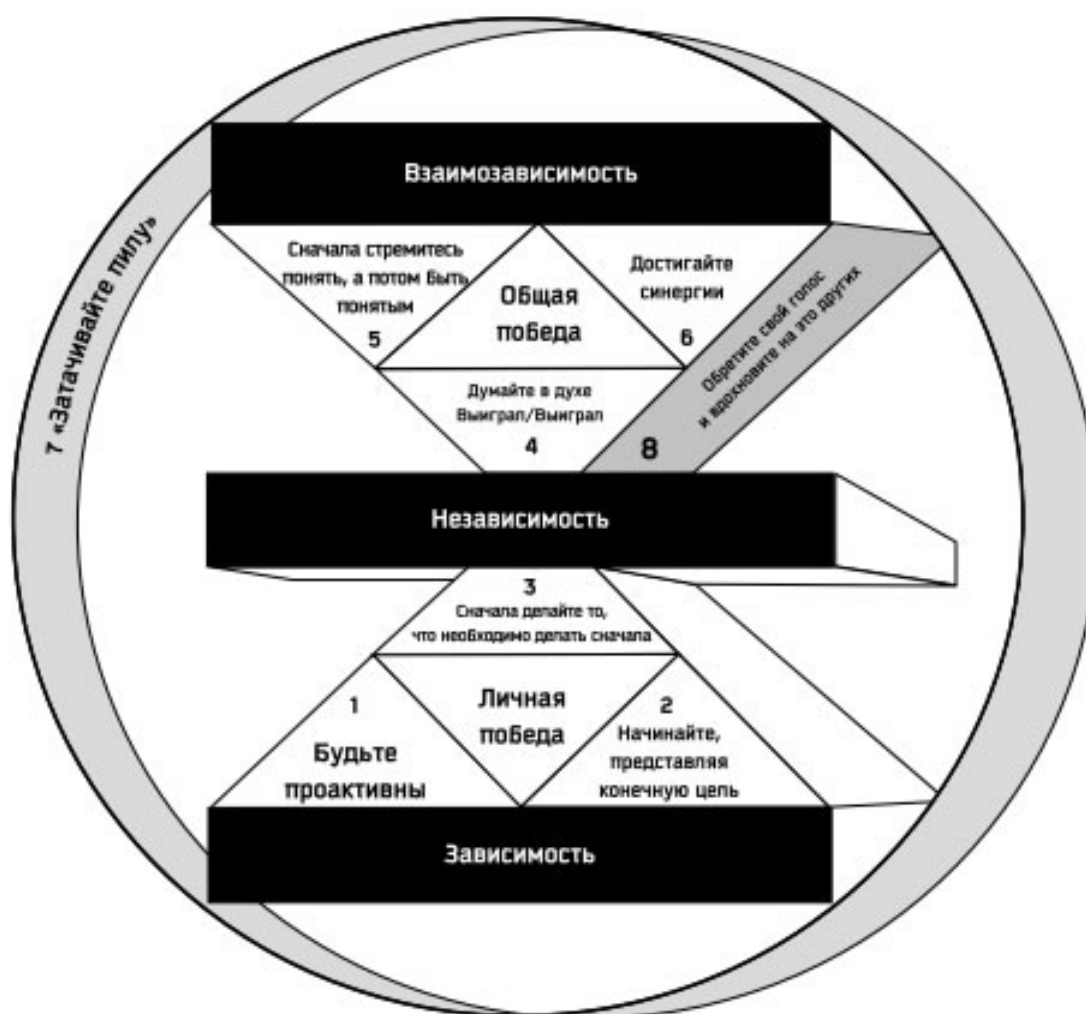 7 «Затачивайте пилу»
Взаимозависимость
Сначала стремитесь
понять, а потом быть
понятым
5
Общая
победа
Достигайте
синергии
6
Думайте в духе
Выиграл/Выиграл
4
Обретите свой голос
и вдохновите на это других
8
Независимость
3
Сначала делайте то,
что необходимо делать сначала
1
Будьте
проактивны
Личная
победа
2
Начинайте,
представляя
конечную цель
Зависимость